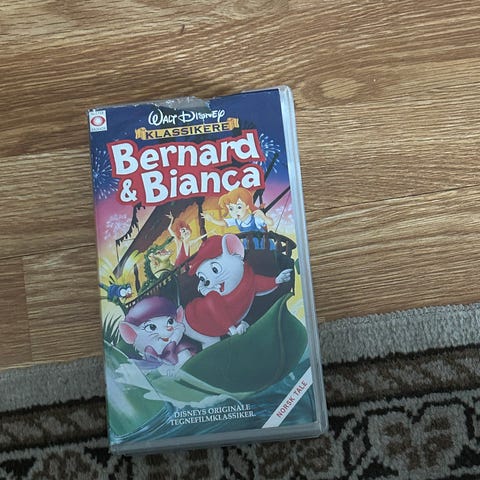 WALT DISNEY
KLASSIKERE
Bernard
& Bianca
DISNEYS ORIGINALE
TEGNEFILMKLASSIKER.
NORSK TALE